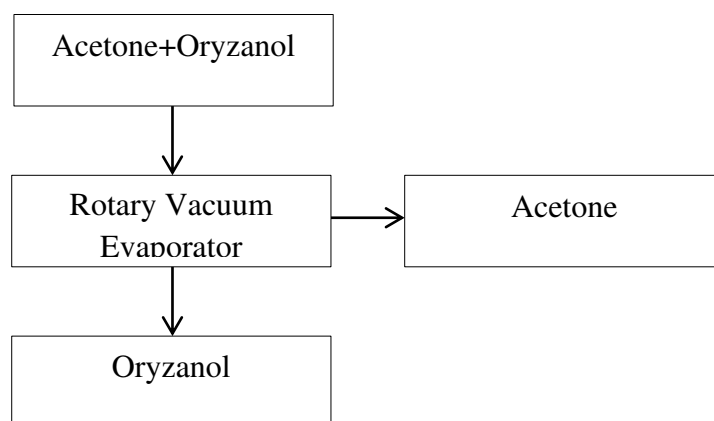 Acetone+Oryzanol
Rotary Vacuum
Evaporator
Acetone
Oryzanol